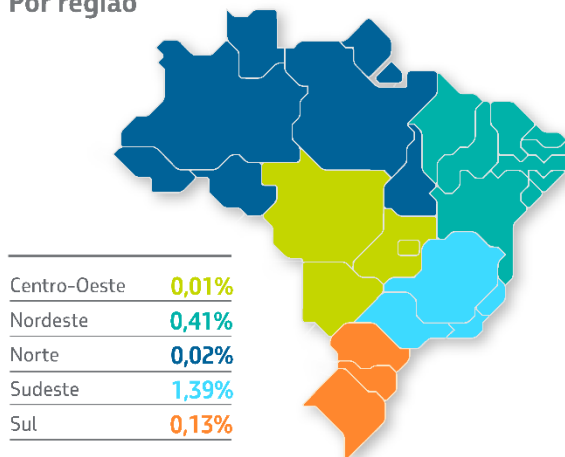 Por região
Centro-Oeste 0,01%
Nordeste 0,41%
Norte 0,02%
Sudeste 1,39%
Sul 0,13%